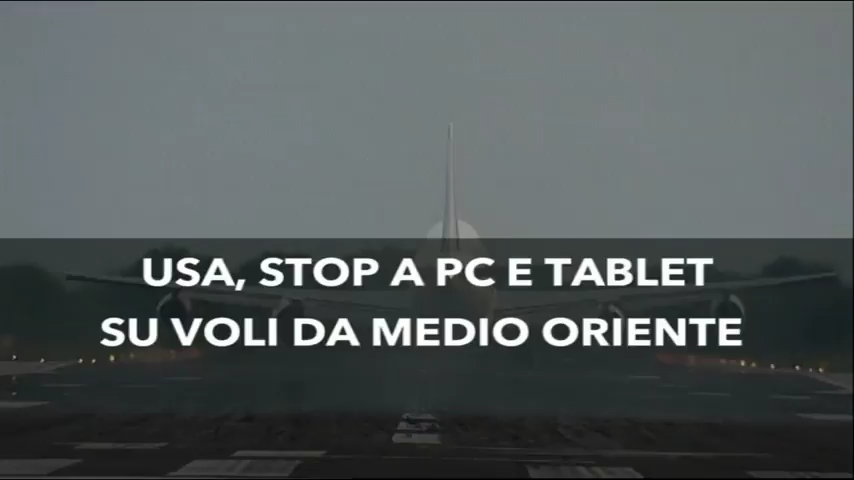 USA, STOP A PC E TABLET
SU VOLI DA MEDIO ORIENTE